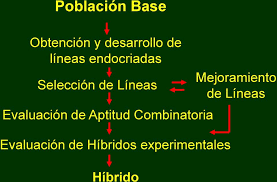 Población Base
Obtención y desarrollo de
líneas endocriadas
Selección de Líneas
Mejoramiento
de Líneas
Evaluación de Aptitud Combinatoria
Evaluación de Híbridos experimentales
Híbrido